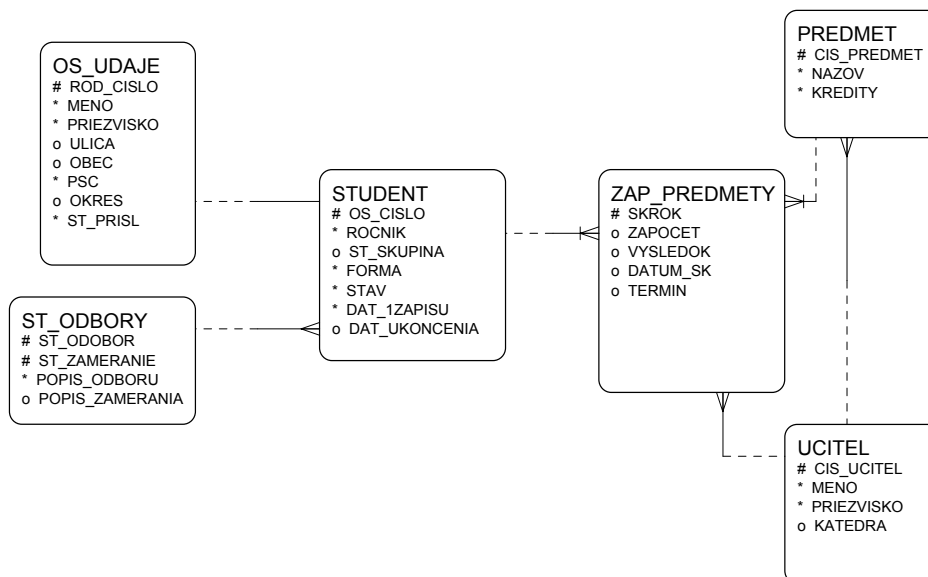 OS_UDAJE
# ROD_CISLO
* MENO
* PRIEZVISKO
o ULICA
o OBEC
* PSC
o OKRES
* ST_PRISL
ST_ODBORY
# ST_ODOBOR
# ST_ZAMERANIE
* POPIS_ODBORU
o POPIS_ZAMERANIA
STUDENT
# OS_CISLO
* ROCNIK
o ST_SKUPINA
* FORMA
* STAV
* DAT_1ZAPISU
o DAT_UKONCENIA
ZAP_PREDMETY
# SKROK
o ZAPOCET
o VYSLEDOK
o DATUM_SK
o TERMIN
PREDMET
# CIS_PREDMET
* NAZOV
* KREDITY
UCITEL
# CIS_UCITEL
* MENO
* PRIEZVISKO
o KATEDRA